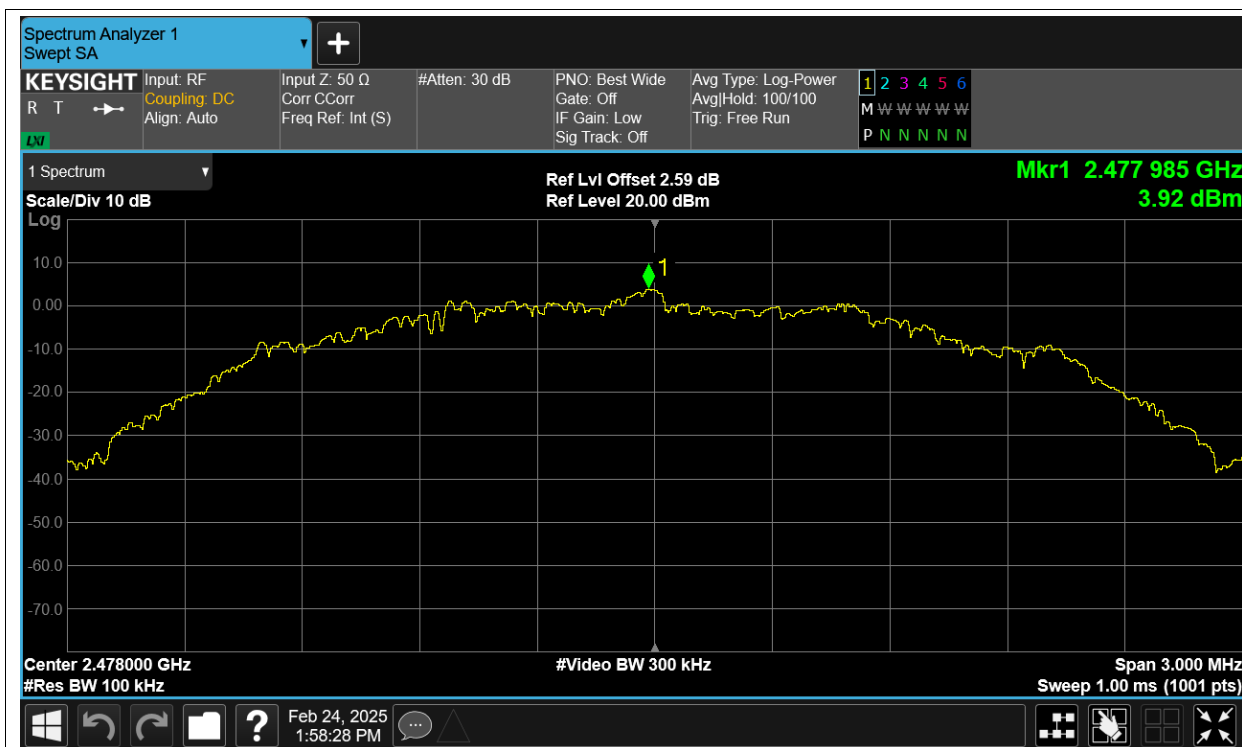 Spectrum Analyzer 1
Swept SA
KEYSIGHT
R T
LXI
Input: RF
Coupling: DC
Align: Auto
Input Z: 50 Ω
Corr CCorr
Freq Ref: Int (S)
#Atten: 30 dB
PNO: Best Wide
Gate: Off
IF Gain: Low
Sig Track: Off
Avg Type: Log-Power
Avg|Hold: 100/100
Trig: Free Run
1 2 3 4 5 6
M W W W W W W
P N N N N N
1 Spectrum
Scale/Div 10 dB
Log
Ref Lvl Offset 2.59 dB
Ref Level 20.00 dBm
Mkr1 2.477 985 GHz
3.92 dBm
1
10.0
0.00
-10.0
-20.0
-30.0
-40.0
-50.0
-60.0
-70.0
Center 2.478000 GHz
#Res BW 100 kHz
#Video BW 300 kHz
Span 3.000 MHz
Sweep 1.00 ms (1001 pts)
?
Feb 24, 2025
1:58:28 PM